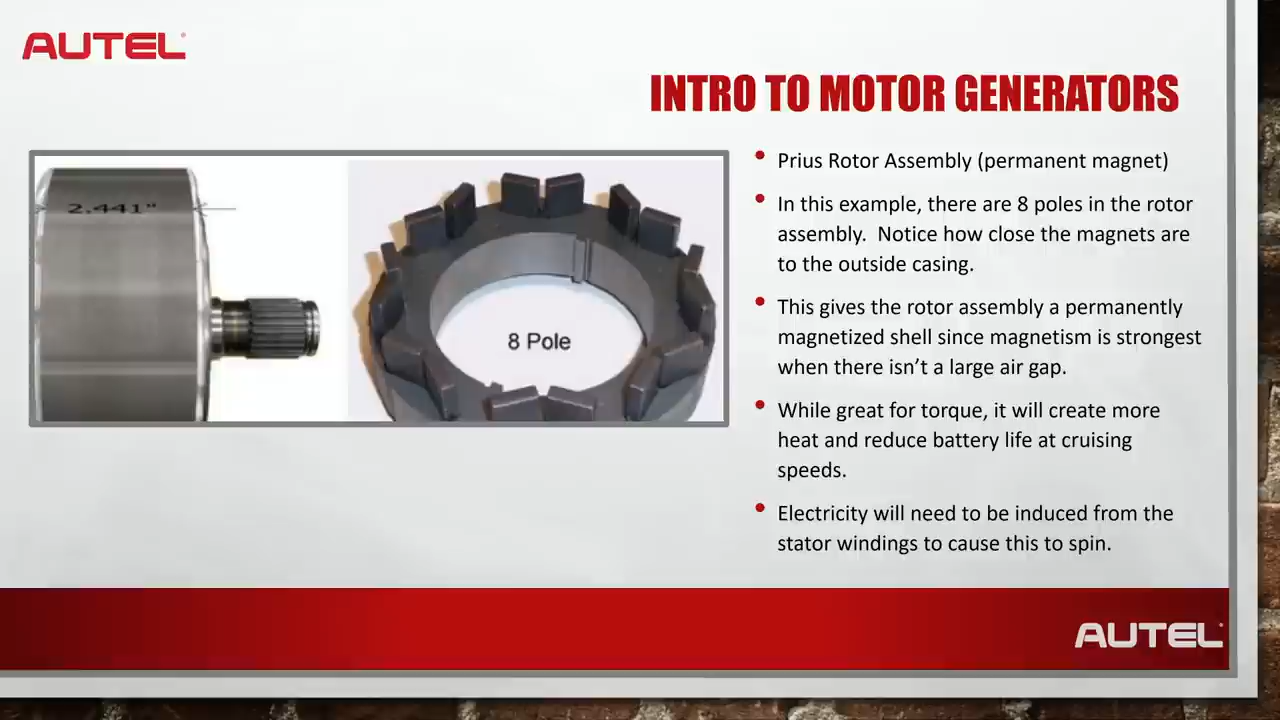 AUTEL
INTRO TO MOTOR GENERATORS
2.441"
8 Pole
• Prius Rotor Assembly (permanent magnet)
• In this example, there are 8 poles in the rotor
assembly.  Notice how close the magnets are
to the outside casing.
• This gives the rotor assembly a permanently
magnetized shell since magnetism is strongest
when there isn’t a large air gap.
• While great for torque, it will create more
heat and reduce battery life at cruising
speeds.
• Electricity will need to be induced from the
stator windings to cause this to spin.
AUTEL